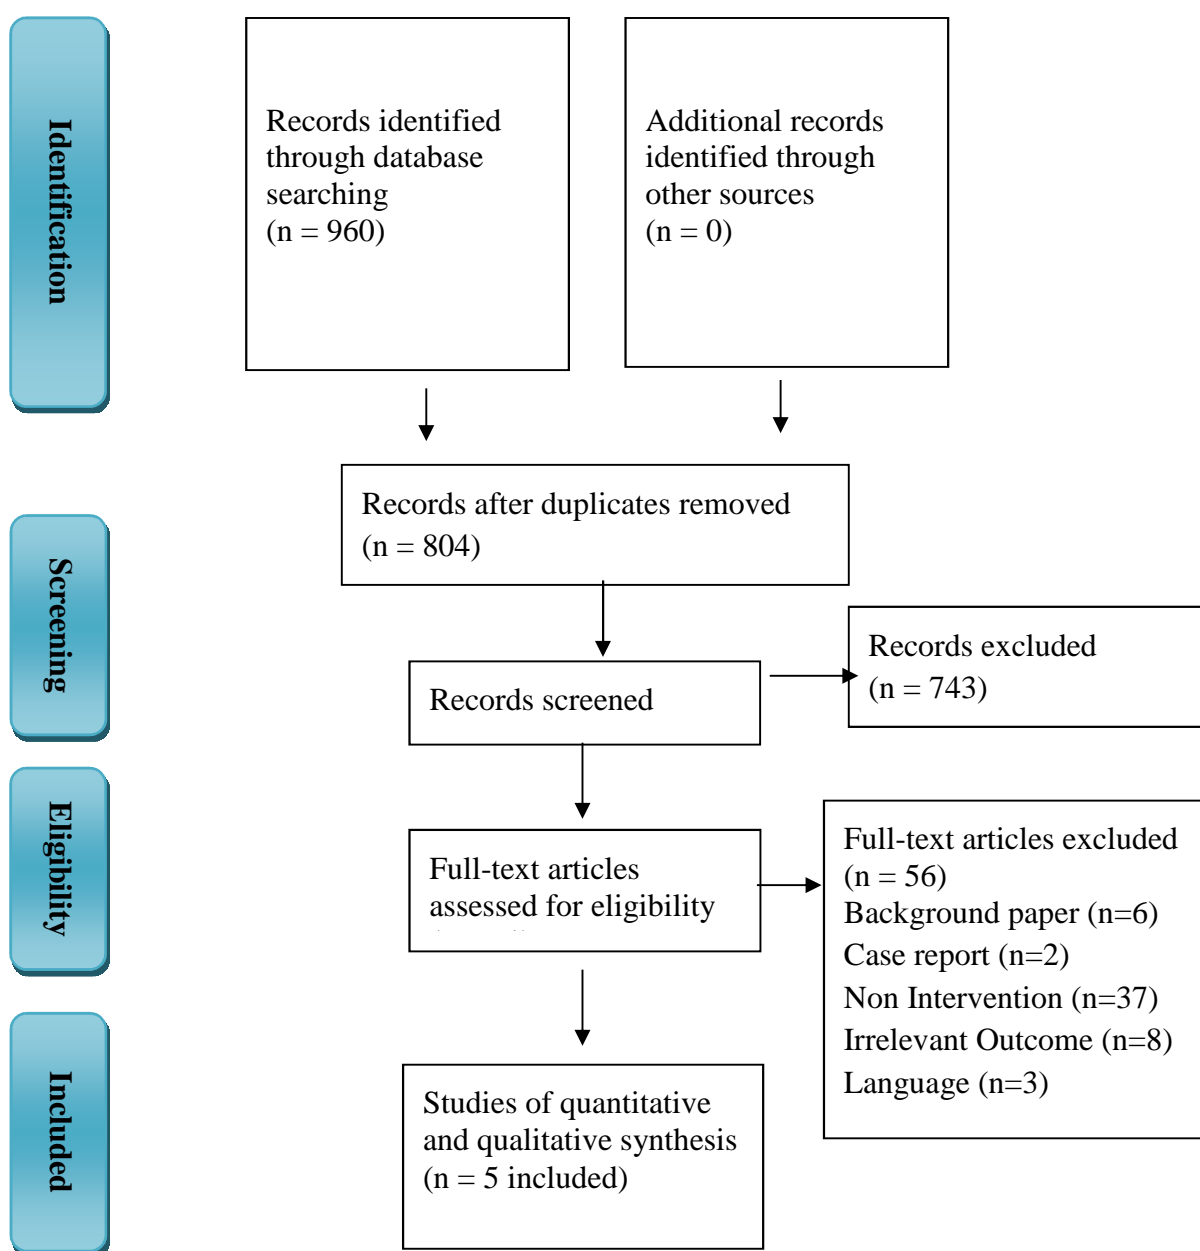 Identification
Records identified
through database
searching
(n = 960)
Additional records
identified through
other sources
(n = 0)
Records after duplicates removed
(n = 804)
Screening
Records screened
Records excluded
(n = 743)
Eligibility
Full-text articles
assessed for eligibility
Full-text articles excluded
(n = 56)
Background paper (n=6)
Case report (n=2)
Non Intervention (n=37)
Irrelevant Outcome (n=8)
Language (n=3)
Included
Studies of quantitative
and qualitative synthesis
(n = 5 included)